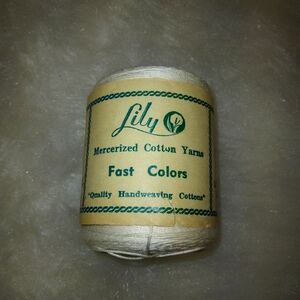 Lily
Mercerized Cotton Yarns
Fast Colors
"Quality Handweaving Cottons"